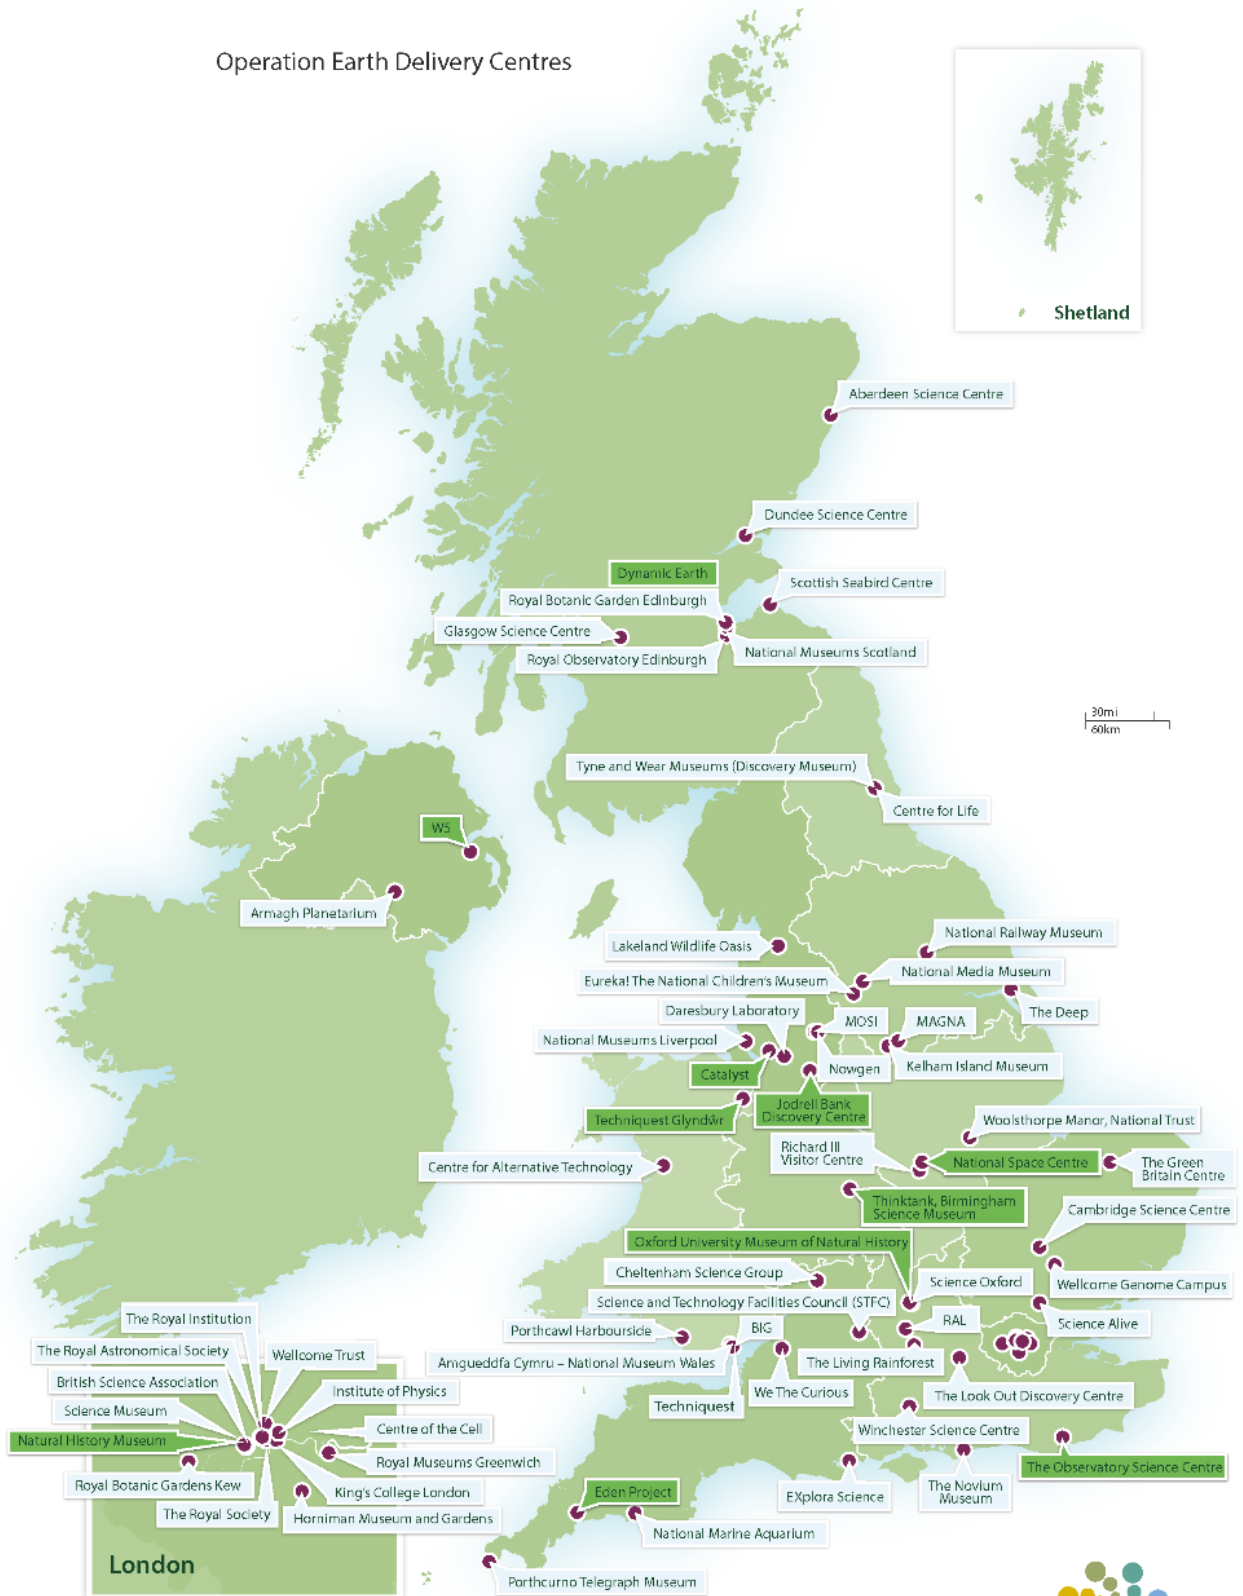 Operation Earth Delivery Centres
Shetland
Aberdeen Science Centre
Dundee Science Centre
Dynamic Earth
Scottish Seabird Centre
Royal Botanic Garden Edinburgh
Glasgow Science Centre
National Museums Scotland
Royal Observatory Edinburgh
30mi
60km
Tyne and Wear Museums (Discovery Museum)
Centre for Life
W5
Armagh Planetarium
National Railway Museum
Lakeland Wildlife Oasis
National Media Museum
Eureka! The National Children's Museum
The Deep
Daresbury Laboratory
MOSI
MAGNA
National Museums Liverpool
Nowgen
Kelham Island Museum
Catalyst
Jodrell Bank
Discovery Centre
Techniquest Glyndŵr
Woolsthorpe Manor, National Trust
Richard III
Visitor Centre
National Space Centre
The Green
Britain Centre
Centre for Alternative Technology
Thinktank, Birmingham
Science Museum
Cambridge Science Centre
Oxford University Museum of Natural History
Cheltenham Science Group
Science Oxford
Wellcome Genome Campus
Science and Technology Facilities Council (STFC)
RAL
Science Alive
Porthcawl Harbourside
BIG
Amgueddfa Cymru – National Museum Wales
The Living Rainforest
We The Curious
The Look Out Discovery Centre
Techniquest
Winchester Science Centre
The Observatory Science Centre
EXplora Science
The Novium
Museum
Eden Project
National Marine Aquarium
Porthcurno Telegraph Museum
The Royal Institution
The Royal Astronomical Society
Wellcome Trust
British Science Association
Institute of Physics
Science Museum
Centre of the Cell
Natural History Museum
Royal Museums Greenwich
Royal Botanic Gardens Kew
King's College London
The Royal Society
Horniman Museum and Gardens
London